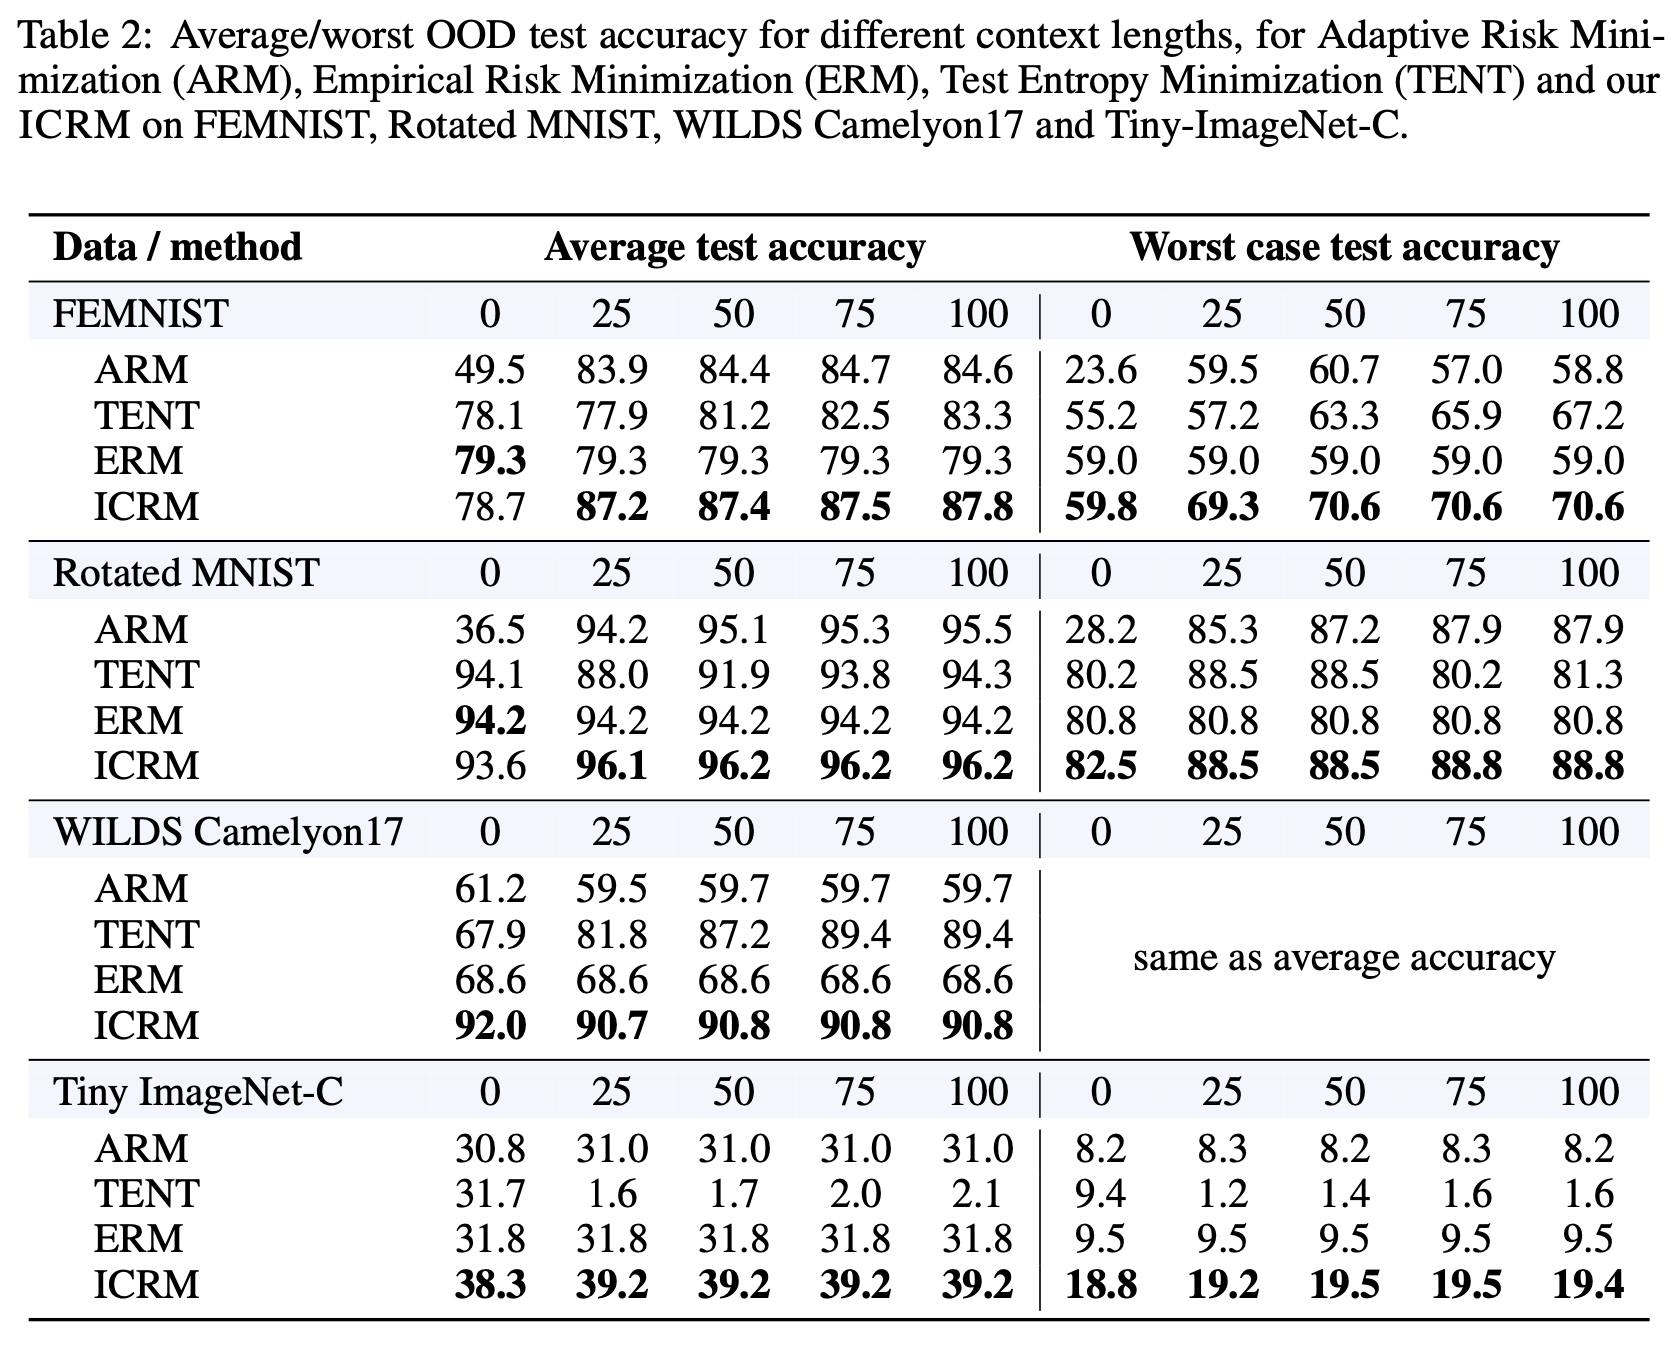 Table 2: Average/worst OOD test accuracy for different context lengths, for Adaptive Risk Mini-
mization (ARM), Empirical Risk Minimization (ERM), Test Entropy Minimization (TENT) and our
ICRM on FEMNIST, Rotated MNIST, WILDS Camelyon17 and Tiny-ImageNet-C.
Data / method Average test accuracy Worst case test accuracy
FEMNIST 0 25 50 75 100 0 25 50 75 100
ARM 49.5 83.9 84.4 84.7 84.6 23.6 59.5 60.7 57.0 58.8
TENT 78.1 77.9 81.2 82.5 83.3 55.2 57.2 63.3 65.9 67.2
ERM 79.3 79.3 79.3 79.3 79.3 59.0 59.0 59.0 59.0 59.0
ICRM 78.7 87.2 87.4 87.5 87.8 59.8 69.3 70.6 70.6 70.6
Rotated MNIST 0 25 50 75 100 0 25 50 75 100
ARM 36.5 94.2 95.1 95.3 95.5 28.2 85.3 87.2 87.9 87.9
TENT 94.1 88.0 91.9 93.8 94.3 80.2 88.5 88.5 80.2 81.3
ERM 94.2 94.2 94.2 94.2 94.2 80.8 80.8 80.8 80.8 80.8
ICRM 93.6 96.1 96.2 96.2 96.2 82.5 88.5 88.5 88.8 88.8
WILDS Camelyon17 0 25 50 75 100 0 25 50 75 100
ARM 61.2 59.5 59.7 59.7 59.7
TENT 67.9 81.8 87.2 89.4 89.4
same as average accuracy
ERM 68.6 68.6 68.6 68.6 68.6
ICRM 92.0 90.7 90.8 90.8 90.8
Tiny ImageNet-C 0 25 50 75 100 0 25 50 75 100
ARM 30.8 31.0 31.0 31.0 31.0 8.2 8.3 8.2 8.3 8.2
TENT 31.7 1.6 1.7 2.0 2.1 9.4 1.2 1.4 1.6 1.6
ERM 31.8 31.8 31.8 31.8 31.8 9.5 9.5 9.5 9.5 9.5
ICRM 38.3 39.2 39.2 39.2 39.2 18.8 19.2 19.5 19.5 19.4